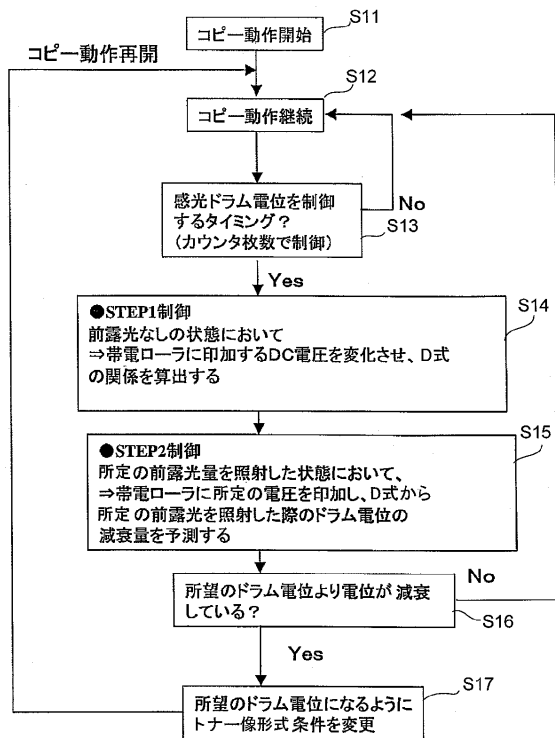 コピー動作開始
S11
コピー動作再開
S12
コピー動作継続
感光ドラム電位を制御
するタイミング?
(カウンタ枚数で制御)
No
S13
Yes
●STEP1制御
前露光なしの状態において
⇒帯電ローラに印加するDC電圧を変化させ、D式
の関係を算出する
S14
●STEP2制御
所定の前露光量を照射した状態において、
⇒帯電ローラに所定の電圧を印加し、D式から
所定の前露光を照射した際のドラム電位の
減衰量を予測する
S15
所望のドラム電位より電位が減衰
している?
No
S16
Yes
所望のドラム電位になるように
トナー像形式条件を変更
S17